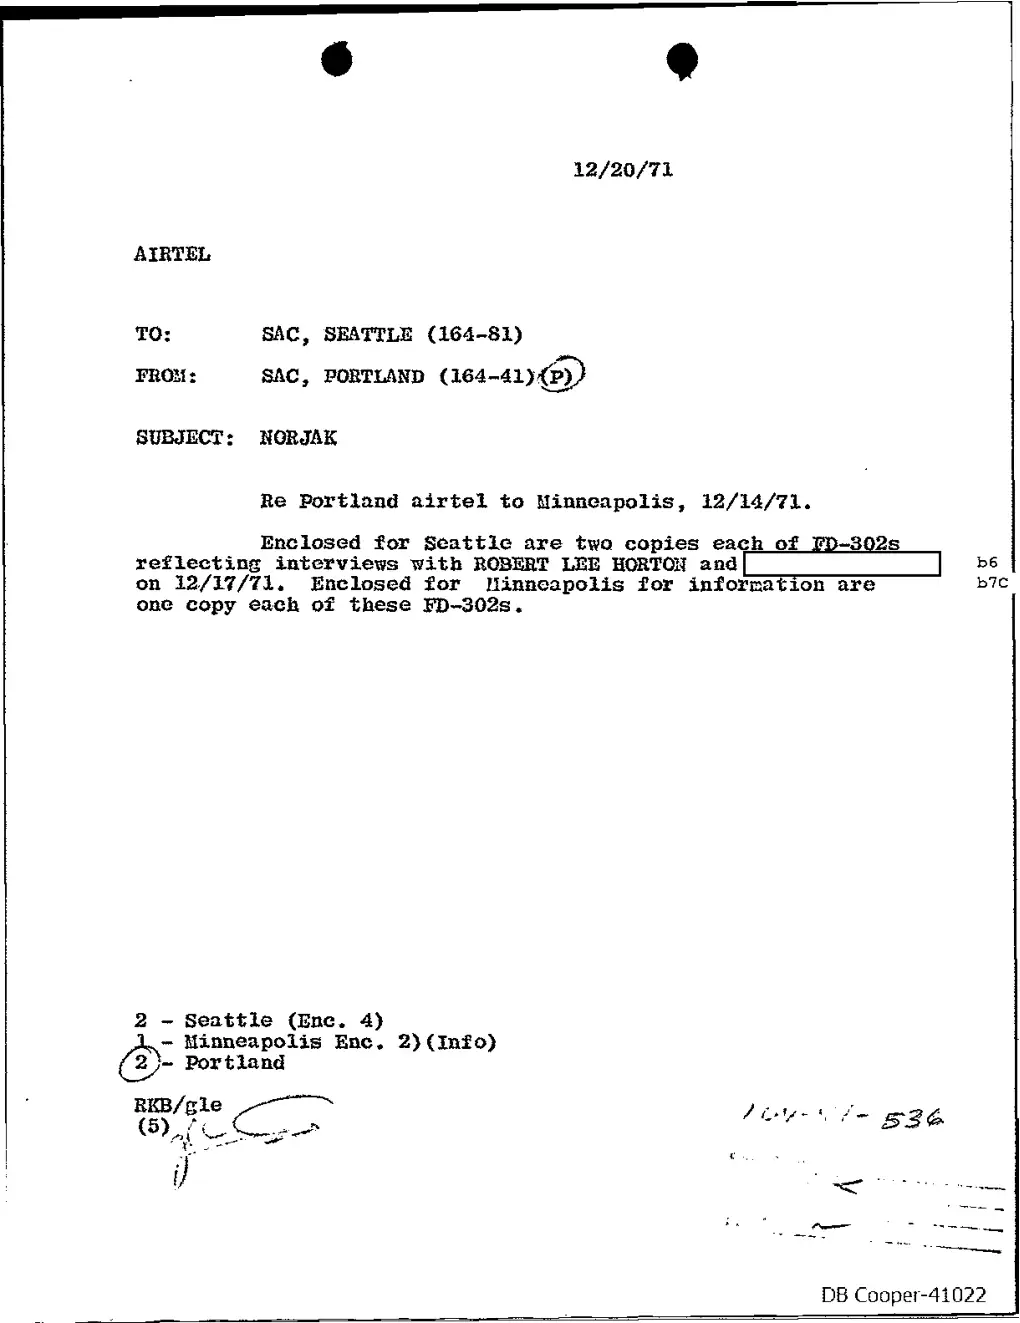 12/20/71
AIRTEL
TO: SAC, SEATTLE (164-81)
FROM: SAC, PORTLAND (164-41) (P)
SUBJECT: NORJAK
Re Portland airtel to Minneapolis, 12/14/71.
Enclosed for Seattle are two copies each of FD-302s
reflecting interviews with ROBERT LEE HORTON and
b6
on 12/17/71. Enclosed for Minneapolis for information are
b7C
one copy each of these FD-302s.
2 - Seattle (Enc. 4)
1 - Minneapolis Enc. 2)(Info)
2 - Portland
RKB/gle
(5)
536
DB Cooper-41022